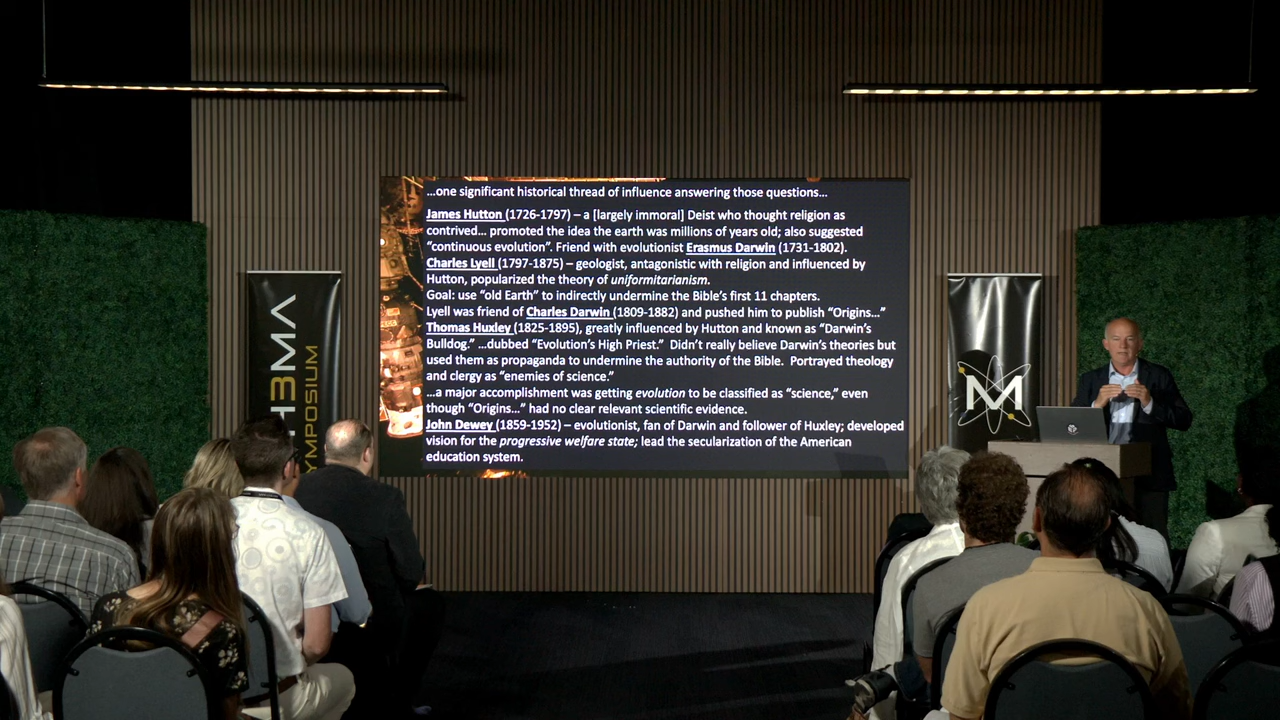 …one significant historical thread of influence answering those questions…
James Hutton (1726-1797) – a [largely immoral] Deist who thought religion as
contrived… promoted the idea the earth was millions of years old; also suggested
“continuous evolution”. Friend with evolutionist Erasmus Darwin (1731-1802).
Charles Lyell (1797-1875) – geologist, antagonistic with religion and influenced by
Hutton, popularized the theory of uniformitarianism.
Goal: use “old Earth” to indirectly undermine the Bible’s first 11 chapters.
Lyell was friend of Charles Darwin (1809-1882) and pushed him to publish “Origins…”
Thomas Huxley (1825-1895), greatly influenced by Hutton and known as “Darwin’s
Bulldog.” …dubbed “Evolution’s High Priest.” Didn’t really believe Darwin’s theories but
used them as propaganda to undermine the authority of the Bible. Portrayed theology
and clergy as “enemies of science.”
…a major accomplishment was getting evolution to be classified as “science,” even
though “Origins…” had no clear relevant scientific evidence.
John Dewey (1859-1952) – evolutionist, fan of Darwin and follower of Huxley; developed
vision for the progressive welfare state; lead the secularization of the American
education system.
H3MA
YMPOSIUM
M